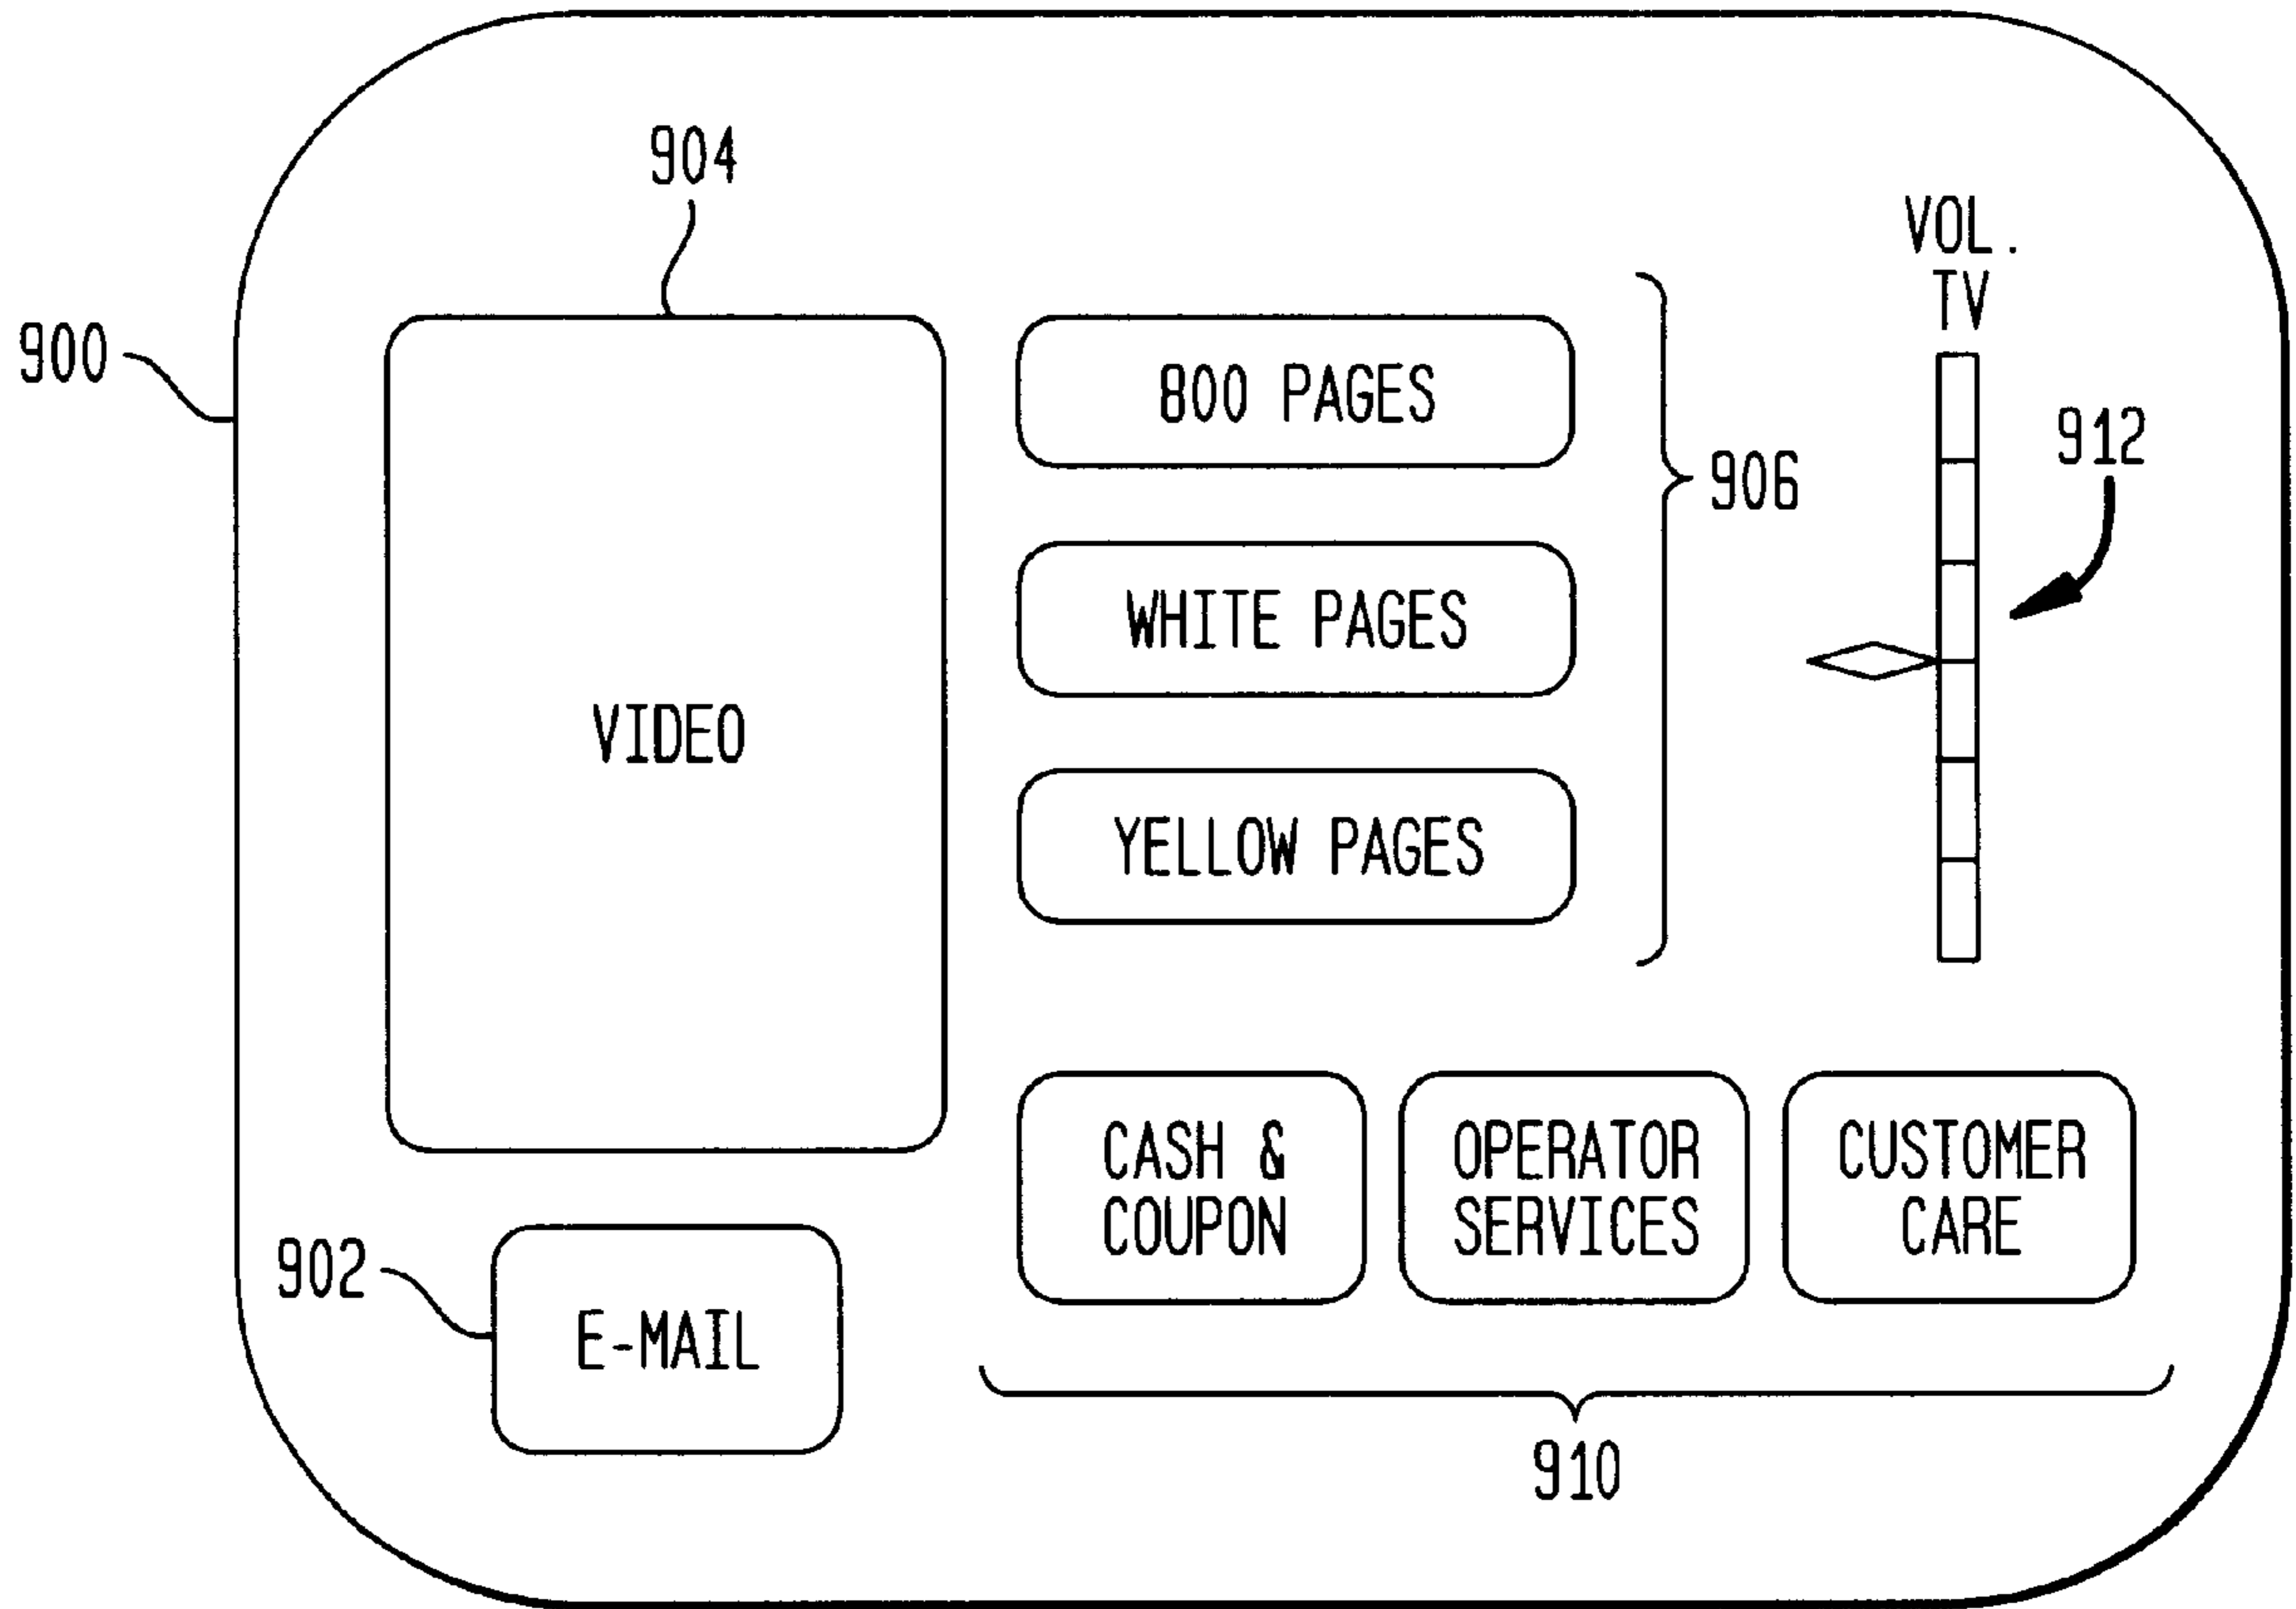 904
VOL.
TV
900
800 PAGES
912
906
WHITE PAGES
VIDEO
YELLOW PAGES
CASH &
COUPON
OPERATOR
SERVICES
CUSTOMER
CARE
902
E-MAIL
910